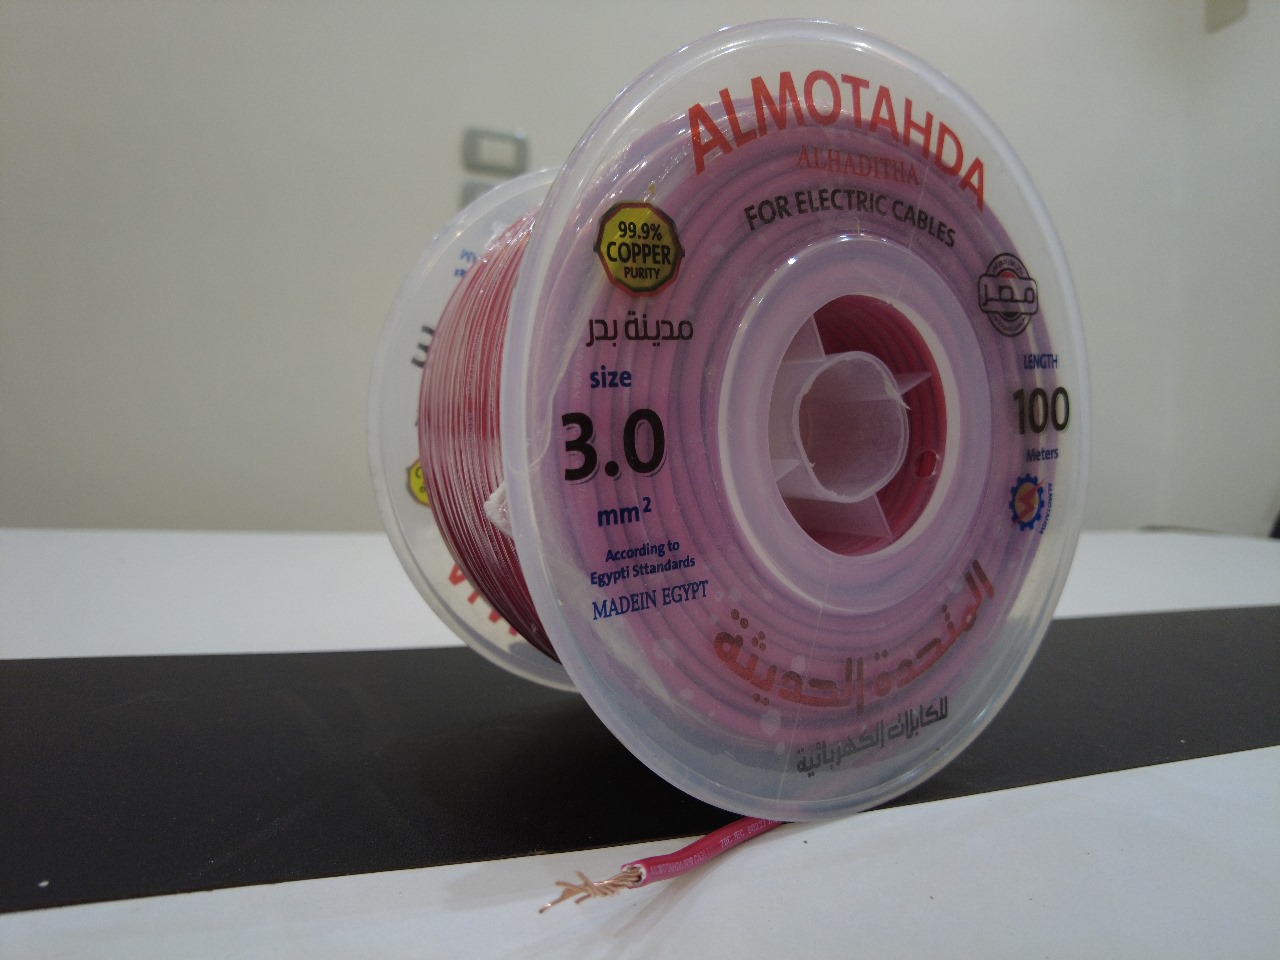 ALMOTAHDA
ALHADITHA
FOR ELECTRIC CABLES
99.9%
COPPER
PURITY
مدينة بدر
size
3.0
mm²
According to
Egypti Sttandards
MADEIN EGYPT
مصر
LENGTH
100
Meters
المتحدة الحديثة
للكابلات الكهربائية